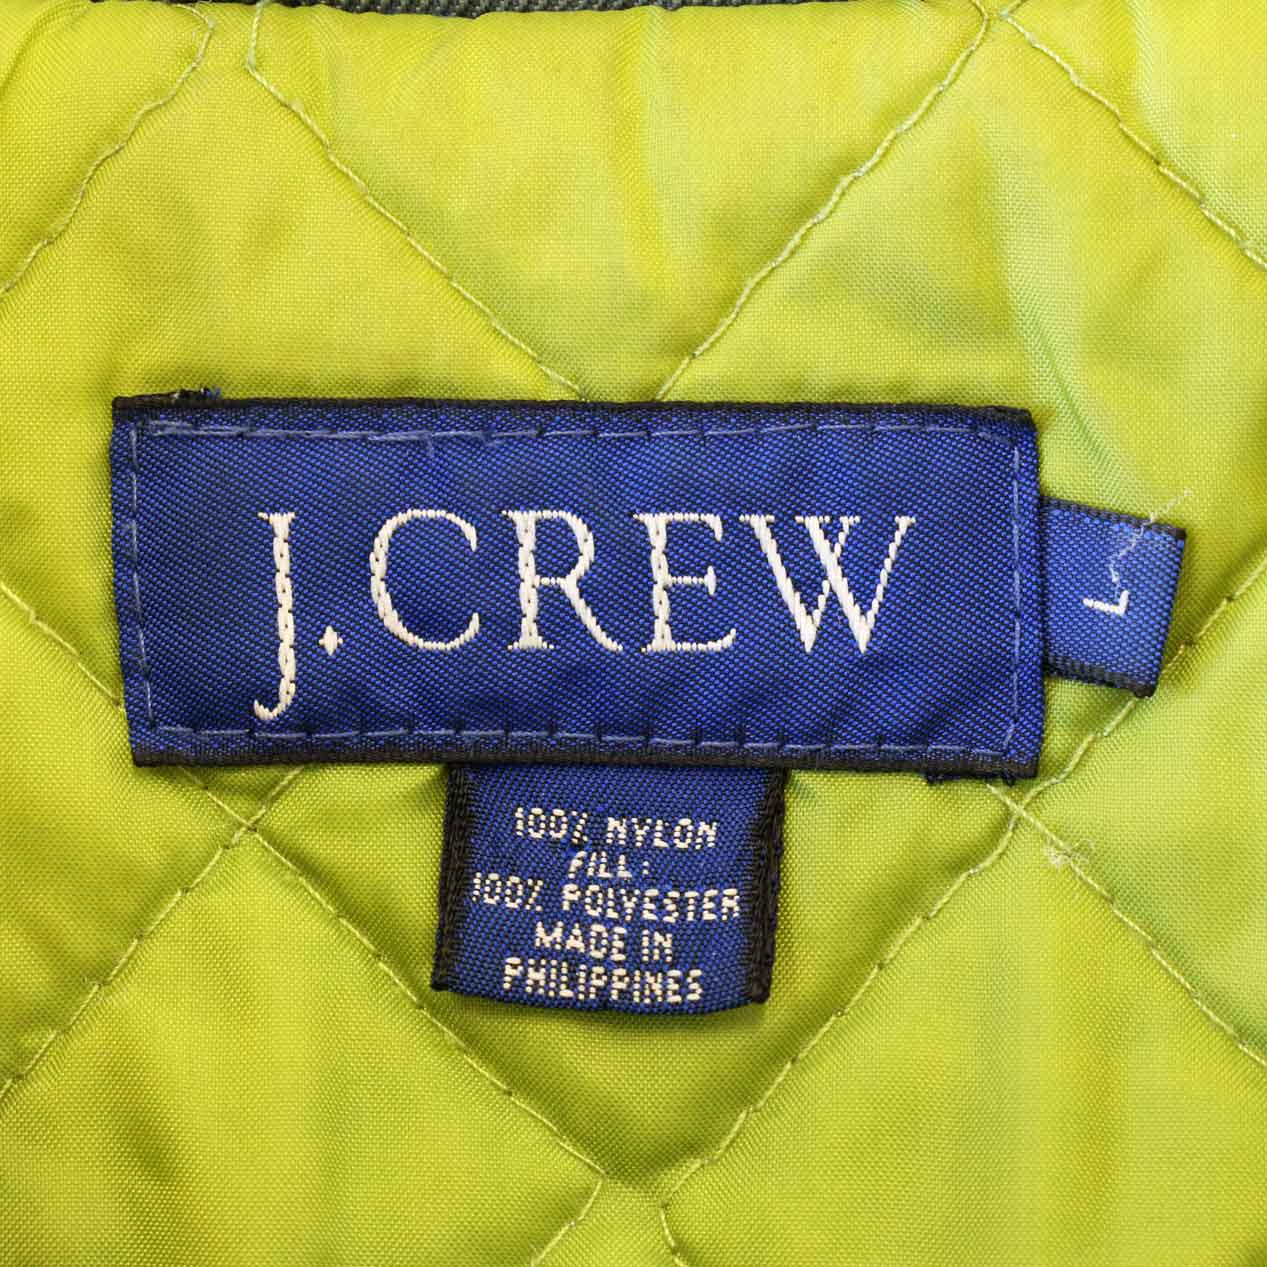 J.CREW
L
100% NYLON
FILL:
100% POLYESTER
MADE IN
PHILIPPINES